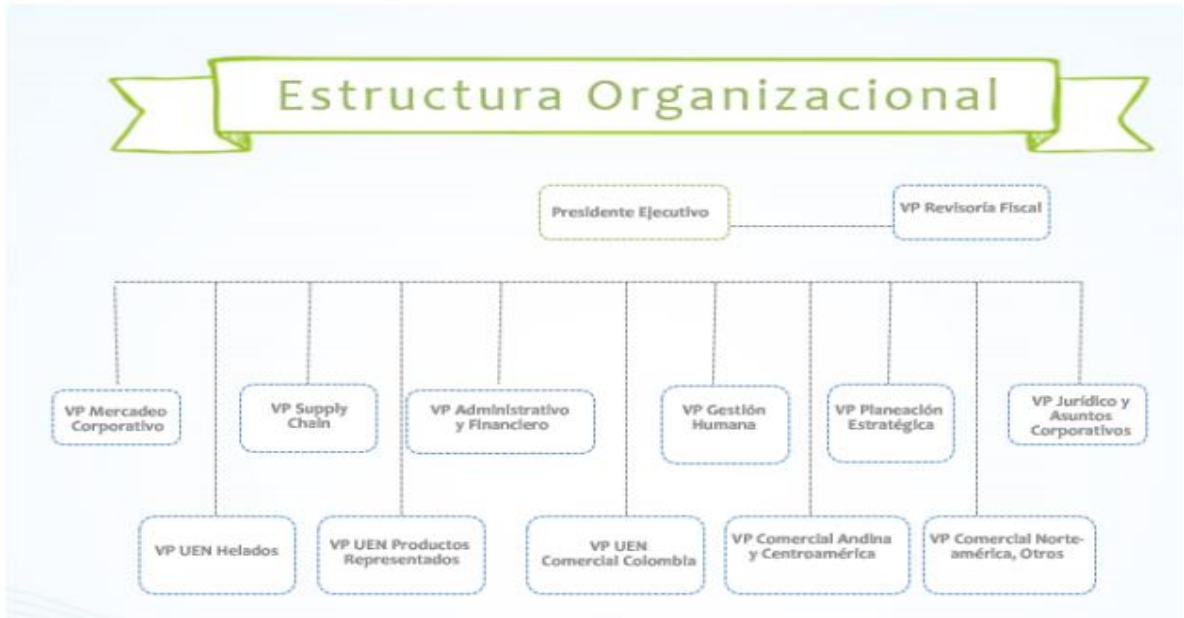 Estructura Organizacional
Presidente Ejecutivo
VP Revisoría Fiscal
VP Mercadeo
Corporativo
VP Supply
Chain
VP Administrativo
y Financiero
VP Gestión
Humana
VP Planeación
Estratégica
VP Jurídico y
Asuntos
Corporativos
VP UEN Helados
VP UEN Productos
Representados
VP UEN
Comercial Colombia
VP Comercial Andina
y Centroamérica
VP Comercial Norte-
américa, Otros